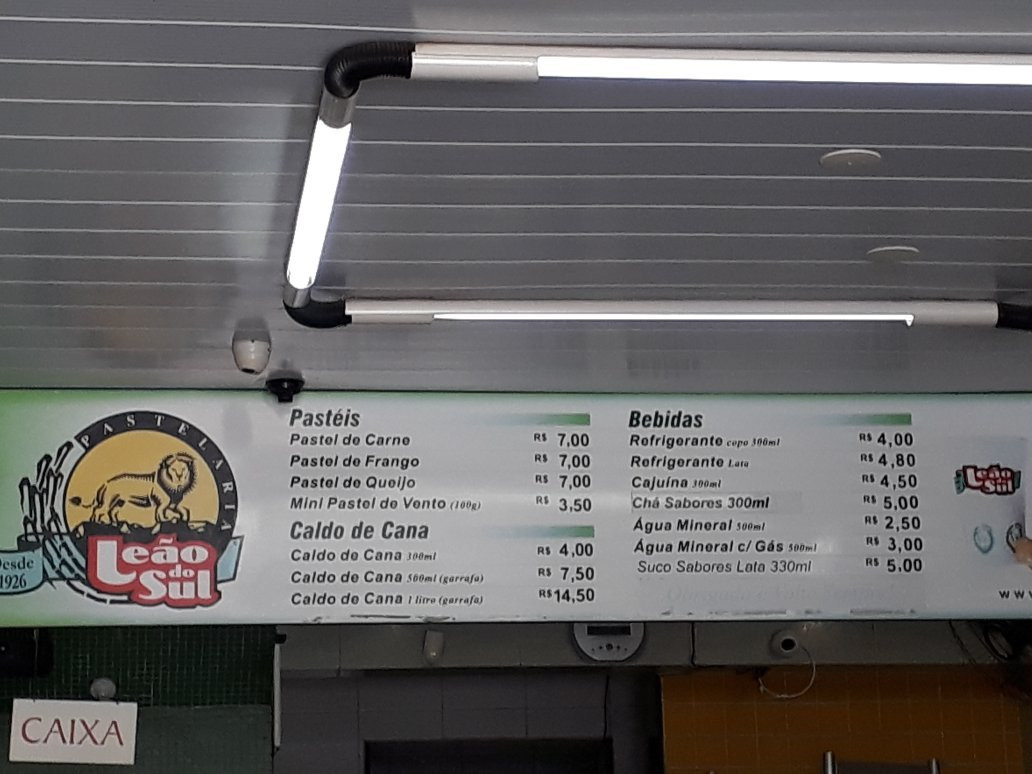 PASTELARIA
Leão
do
Sul
Desde
1926
Pastéis
Pastel de Carne R$ 7,00
Pastel de Frango R$ 7,00
Pastel de Queijo R$ 7,00
Mini Pastel de Vento (100g) R$ 3,50
Caldo de Cana
Caldo de Cana 300ml R$ 4,00
Caldo de Cana 500ml (garrafa) R$ 7,50
Caldo de Cana 1 litro (garrafa) R$ 14,50
Bebidas
Refrigerante copo 300ml R$ 4,00
Refrigerante Lata R$ 4,80
Cajuína 300ml R$ 4,50
Chá Sabores 300ml R$ 5,00
Água Mineral 500ml R$ 2,50
Água Mineral c/ Gás 500ml R$ 3,00
Suco Sabores Lata 330ml R$ 5,00
Leão
do
Sul
CAIXA